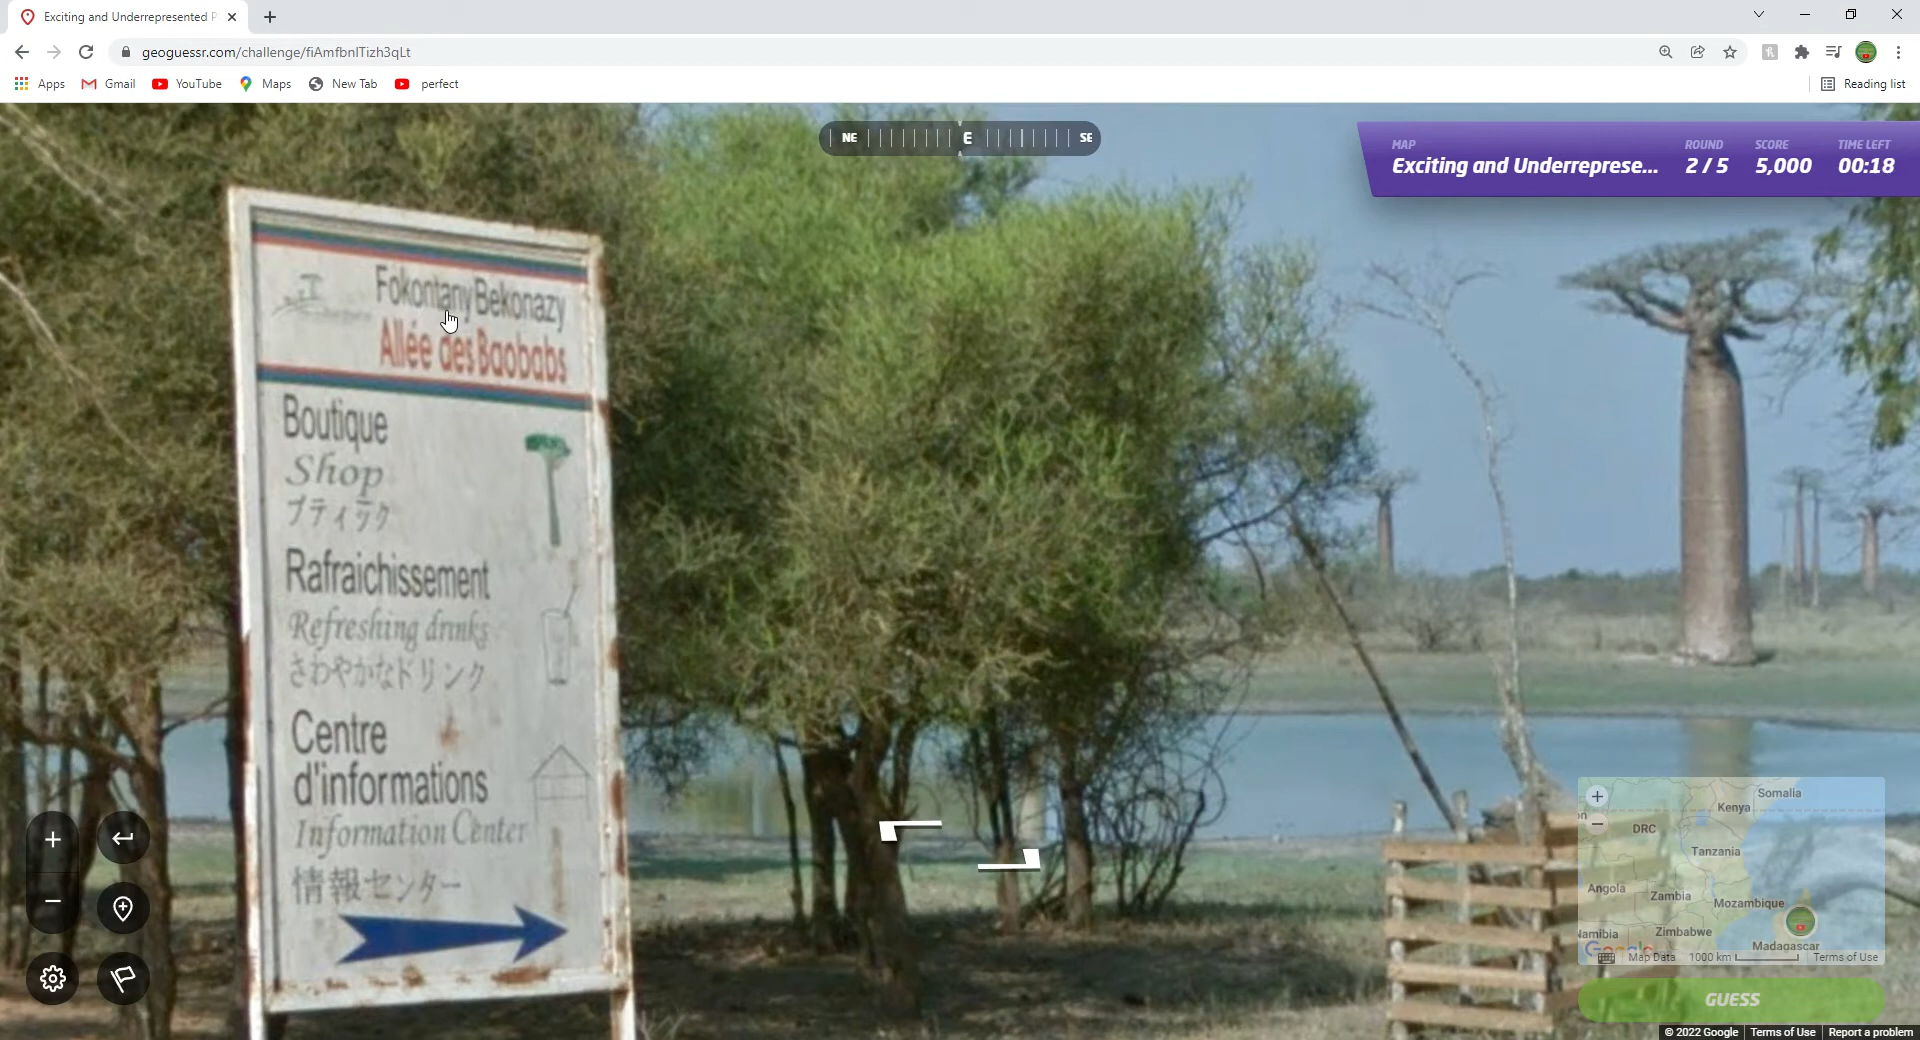 Exciting and Underrepresented P
geoguessr.com/challenge/fiAmfbnlTizh3qLt
Apps
Gmail
YouTube
Maps
New Tab
perfect
Reading list
NE
E
SE
MAP
Exciting and Underreprese...
ROUND
2 / 5
SCORE
5,000
TIME LEFT
00:18
Fokontany Bekonazy
Allée des Baobabs
Boutique
Shop
ブティック
Rafraichissement
Refreshing drinks
さわやかなドリンク
Centre
d'informations
Information Center
情報センター
Somalia
Kenya
DRC
Tanzania
Angola
Zambia
Mozambique
Namibia
Zimbabwe
Madagascar
Google
Map Data
1000 km
Terms of Use
GUESS
© 2022 Google
Terms of Use
Report a problem